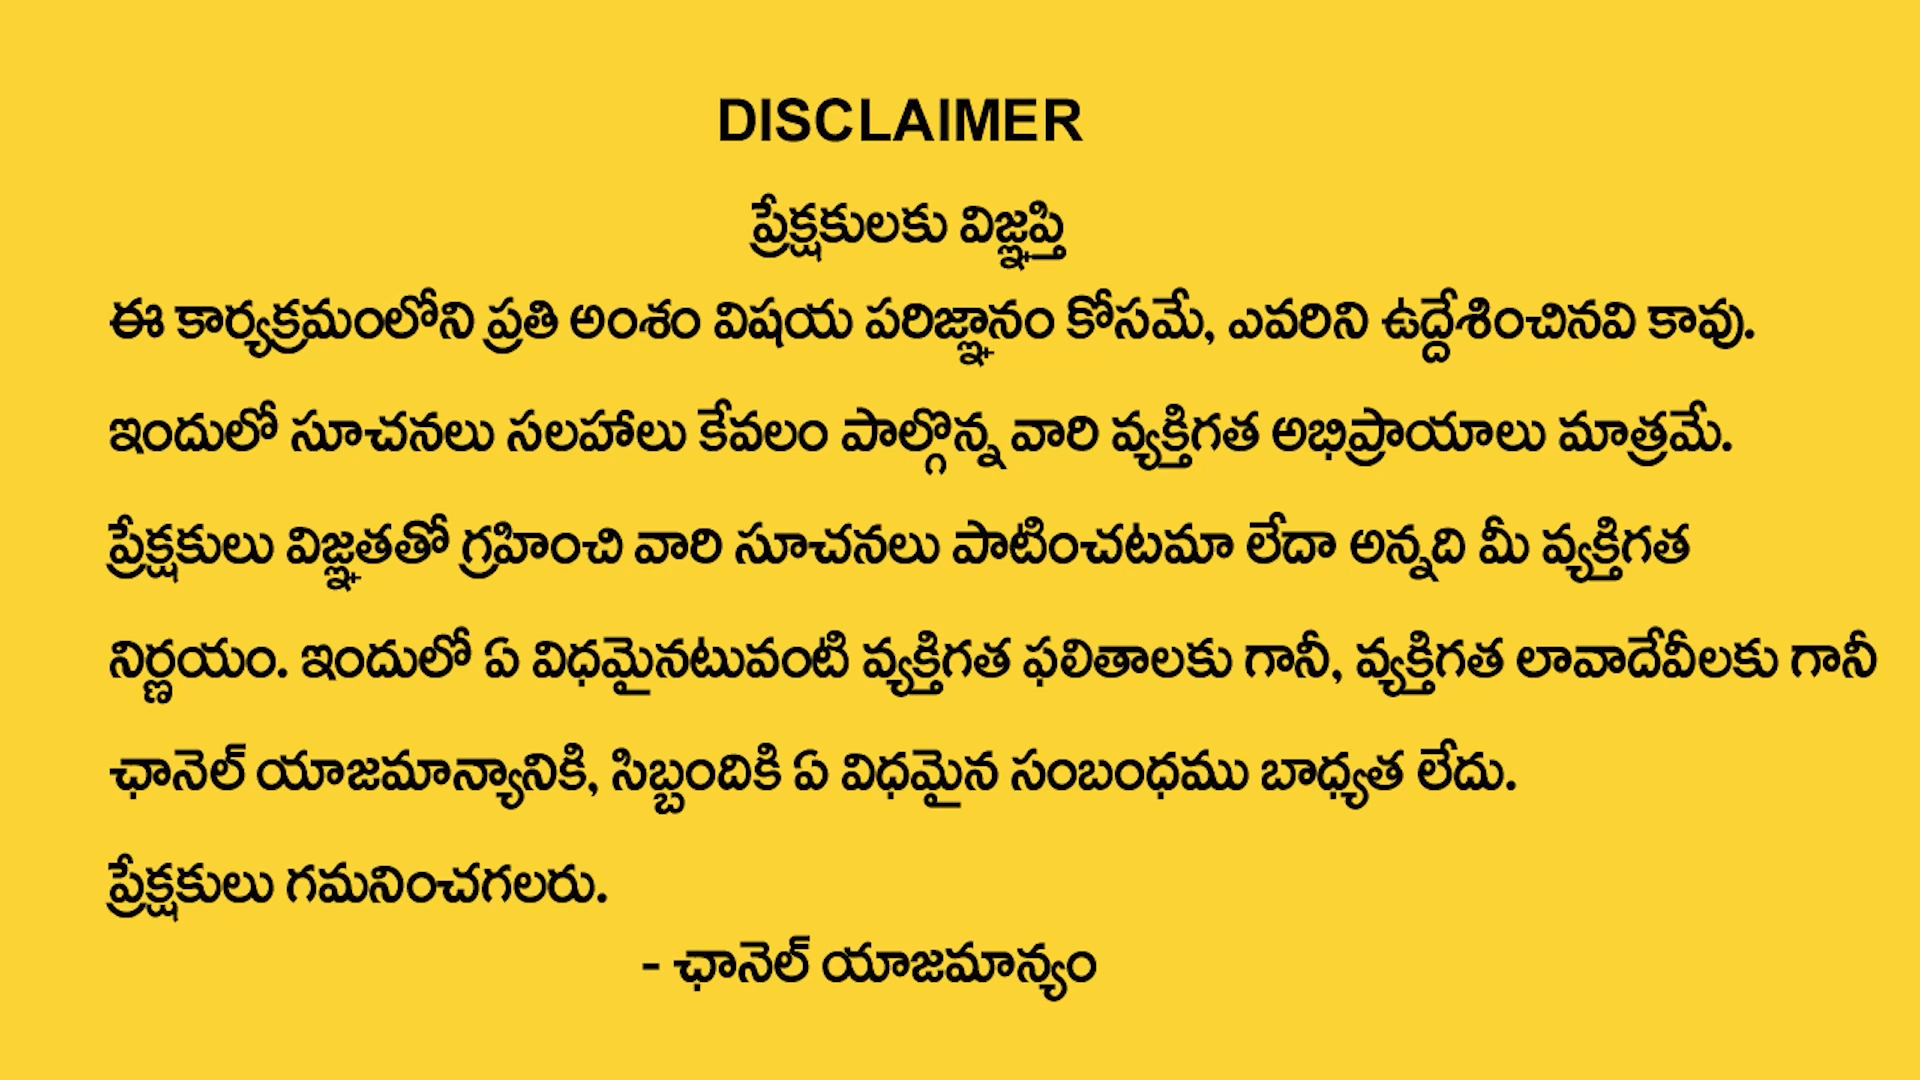 DISCLAIMER
ప్రేక్షకులకు విజ్ఞప్తి
ఈ కార్యక్రమంలోని ప్రతి అంశం విషయ పరిజ్ఞానం కోసమే, ఎవరిని ఉద్దేశించినవి కావు.
ఇందులో సూచనలు సలహాలు కేవలం పాల్గొన్న వారి వ్యక్తిగత అభిప్రాయాలు మాత్రమే.
ప్రేక్షకులు విజ్ఞతతో గ్రహించి వారి సూచనలు పాటించటమా లేదా అన్నది మీ వ్యక్తిగత
నిర్ణయం. ఇందులో ఏ విధమైనటువంటి వ్యక్తిగత ఫలితాలకు గానీ, వ్యక్తిగత లావాదేవీలకు గానీ
ఛానెల్ యాజమాన్యానికి, సిబ్బందికి ఏ విధమైన సంబంధము బాధ్యత లేదు.
ప్రేక్షకులు గమనించగలరు.
- ఛానెల్ యాజమాన్యం